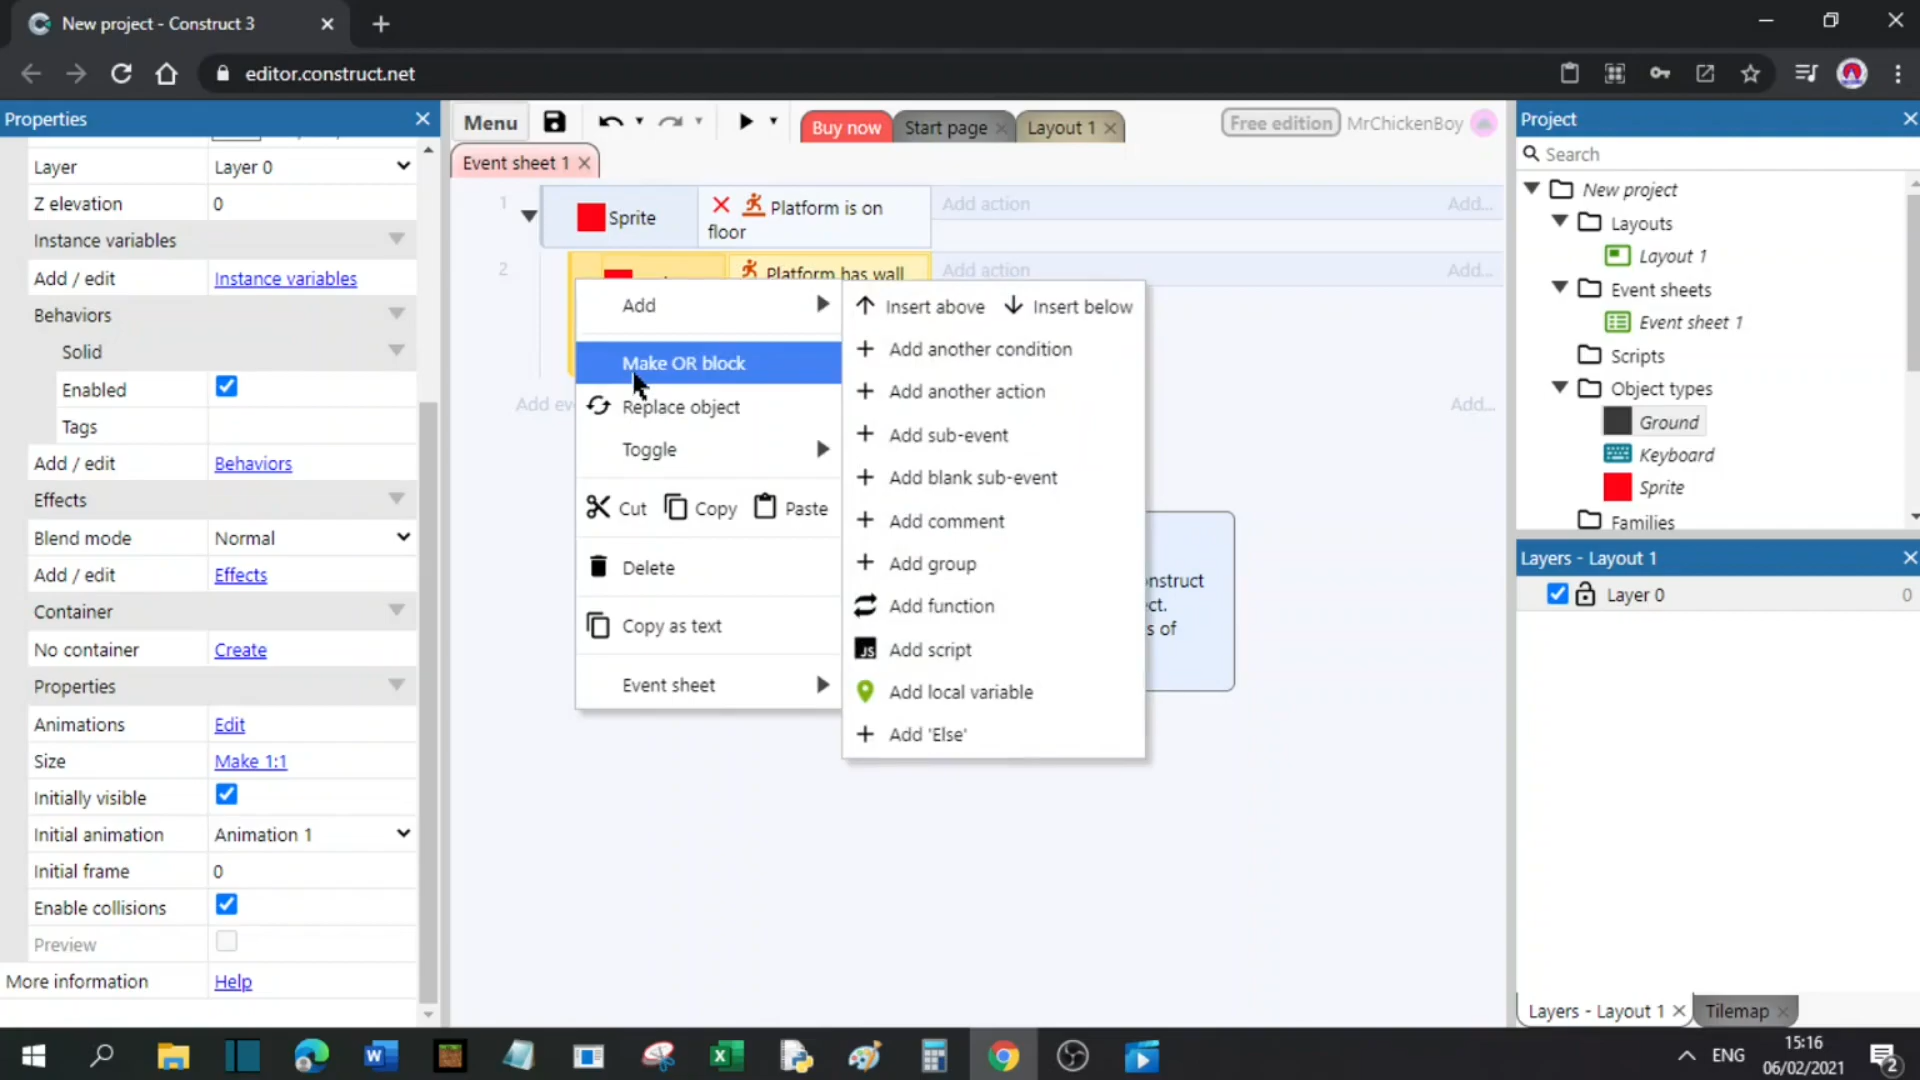 New project - Construct 3
editor.construct.net
Properties
Menu
Buy now
Start page
Layout 1
Free edition
MrChickenBoy
Project
Event sheet 1
Search
Layer
Layer 0
Z elevation
0
Instance variables
Add / edit
Instance variables
Behaviors
Solid
Enabled
Tags
Add / edit
Behaviors
Effects
Blend mode
Normal
Add / edit
Effects
Container
No container
Create
Properties
Animations
Edit
Size
Make 1:1
Initially visible
Initial animation
Animation 1
Initial frame
0
Enable collisions
Preview
More information
Help
1
Sprite
Platform is on
floor
Add action
Add...
2
Platform has wall
Add action
Add...
Add ev
Add...
Add
Make OR block
Replace object
Toggle
Cut
Copy
Paste
Delete
Copy as text
Event sheet
Insert above
Insert below
Add another condition
Add another action
Add sub-event
Add blank sub-event
Add comment
Add group
Add function
JS
Add script
Add local variable
Add 'Else'
nstruct
ct.
s of
New project
Layouts
Layout 1
Event sheets
Event sheet 1
Scripts
Object types
Ground
Keyboard
Sprite
Families
Layers - Layout 1
Layer 0
0
Layers - Layout 1
Tilemap
ENG
15:16
06/02/2021
2